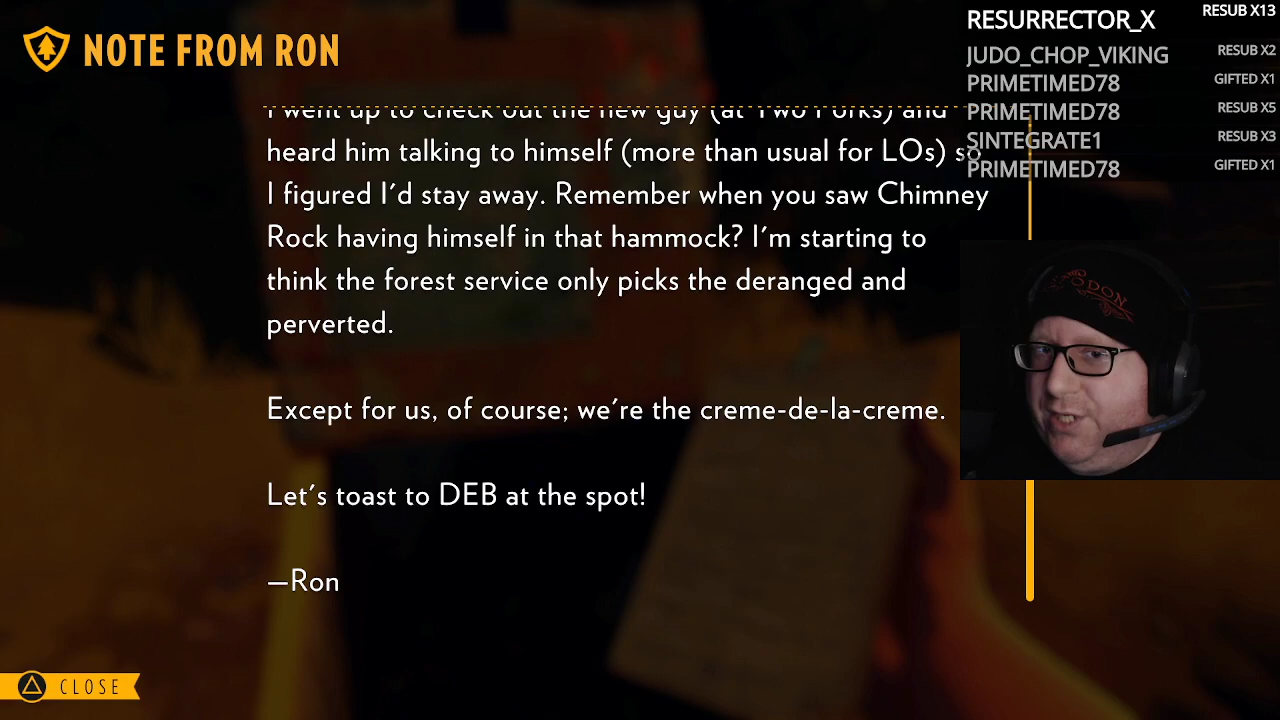 NOTE FROM RON
I went up to check out the new guy (at Two Forks) and
heard him talking to himself (more than usual for LOs) so
I figured I'd stay away. Remember when you saw Chimney
Rock having himself in that hammock? I'm starting to
think the forest service only picks the deranged and
perverted.
Except for us, of course; we're the creme-de-la-creme.
Let's toast to DEB at the spot!
—Ron
CLOSE
RESURRECTOR_X RESUB X13
JUDO_CHOP_VIKING RESUB X2
PRIMETIMED78 GIFTED X1
PRIMETIMED78 RESUB X5
SINTEGRATE1 RESUB X3
PRIMETIMED78 GIFTED X1